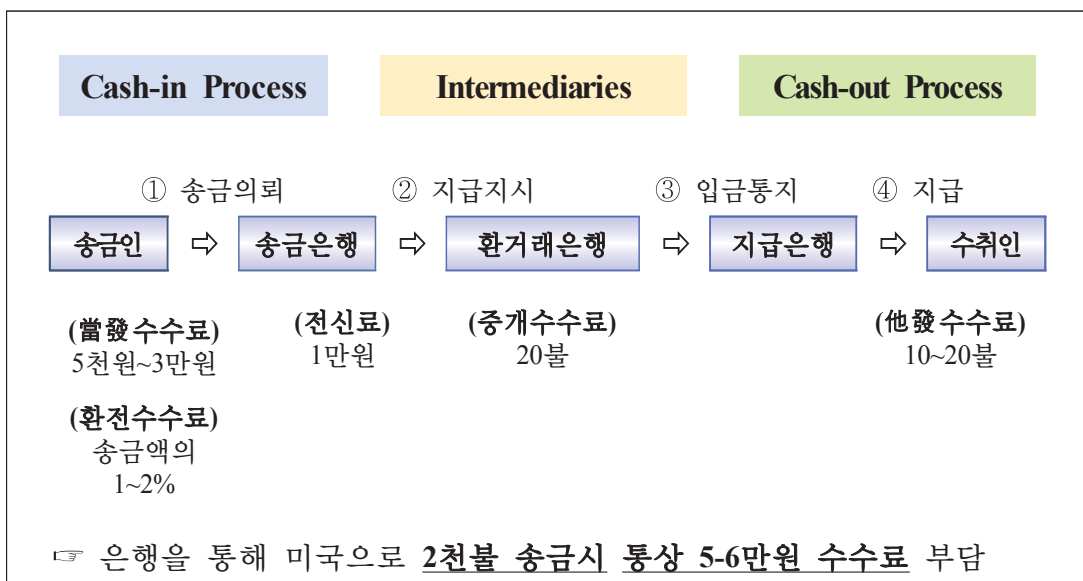 Cash-in Process Intermediaries Cash-out Process
① 송금의뢰 ② 지급지시 ③ 입금통지 ④ 지급
송금인 ⇨ 송금은행 ⇨ 환거래은행 ⇨ 지급은행 ⇨ 수취인
(當發수수료) (전신료) (중개수수료) (他發수수료)
5천원~3만원 1만원 20불 10~20불
(환전수수료)
송금액의
1~2%
☞ 은행을 통해 미국으로 2천불 송금시 통상 5-6만원 수수료 부담